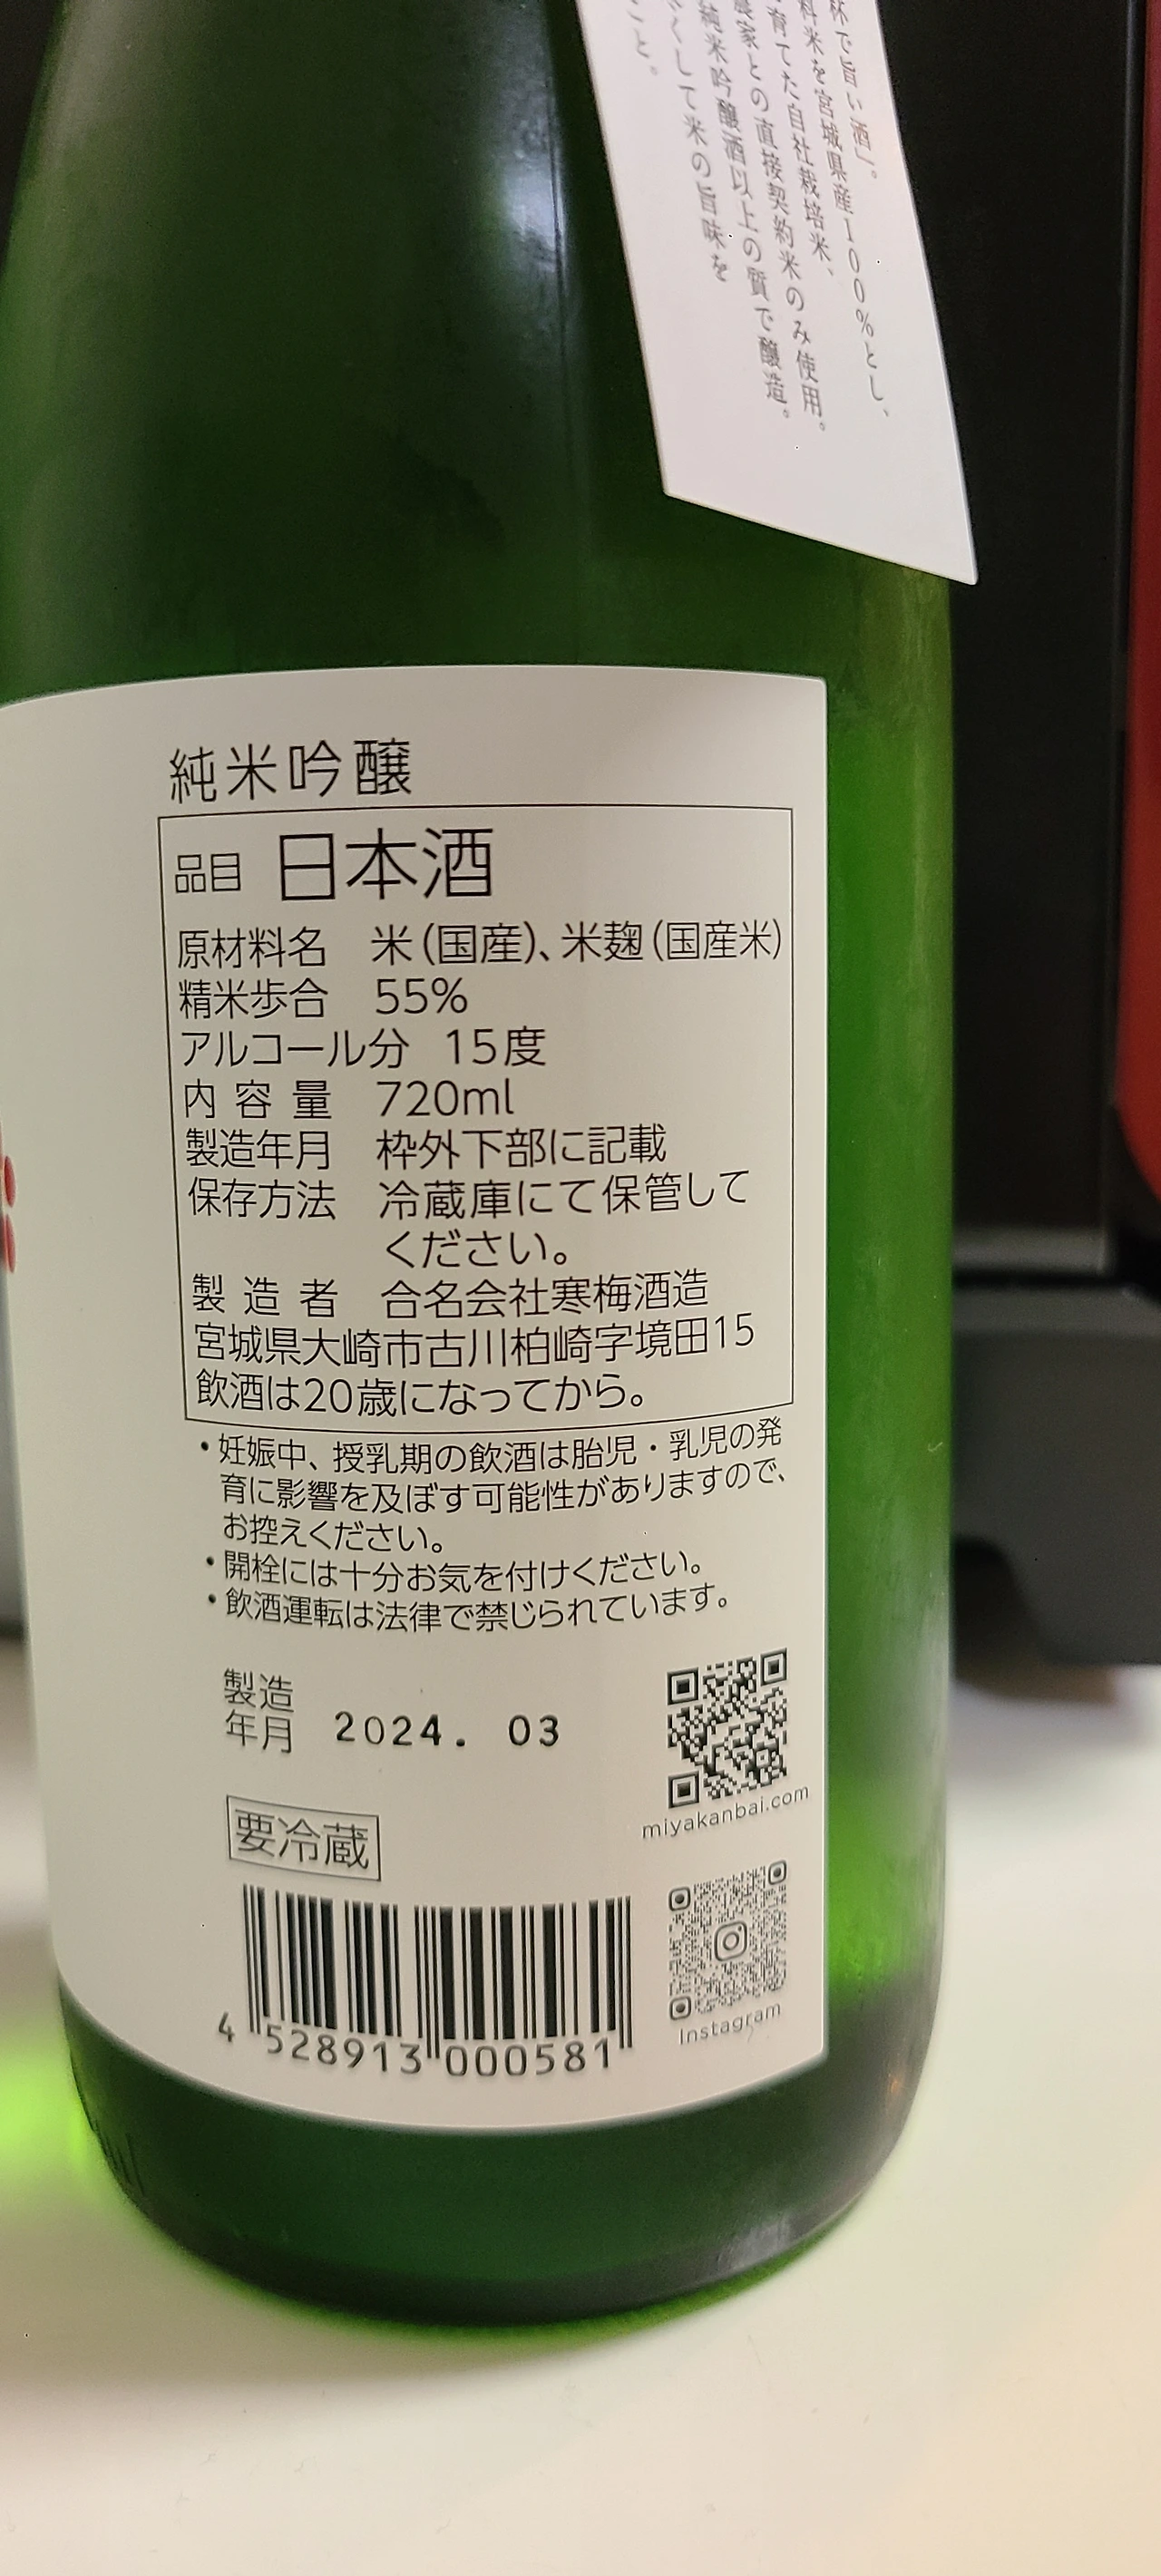 杯で旨い酒」。
料米を宮城県産100%とし、
育てた自社栽培米、
農家との直接契約米のみ使用。
純米吟醸酒以上の質で醸造。
くして米の旨味を
こと。
純米吟醸
品目 日本酒
原材料名 米(国産)、米麹(国産米)
精米歩合 55%
アルコール分 15度
内容量 720ml
製造年月 枠外下部に記載
保存方法 冷蔵庫にて保管して
ください。
製造者 合名会社寒梅酒造
宮城県大崎市古川柏崎字境田15
飲酒は20歳になってから。
・妊娠中、授乳期の飲酒は胎児・乳児の発
育に影響を及ぼす可能性がありますので、
お控えください。
・開栓には十分お気を付けください。
・飲酒運転は法律で禁じられています。
製造
年月 2024. 03
miyakanbai.com
要冷蔵
4 528913 000581
Instagram